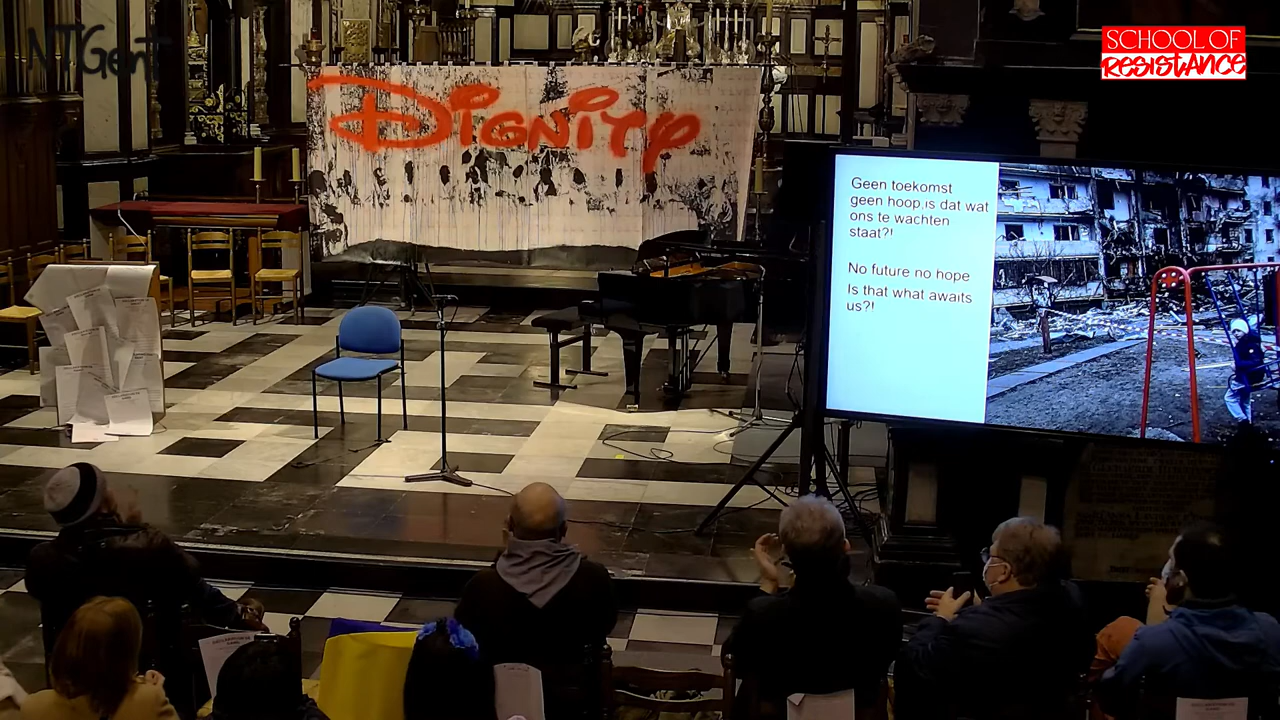 NTGent
SCHOOL OF
RESISTANCE
Dignity
Geen toekomst
geen hoop,is dat wat
ons te wachten
staat?!
No future no hope
Is that what awaits
us?!